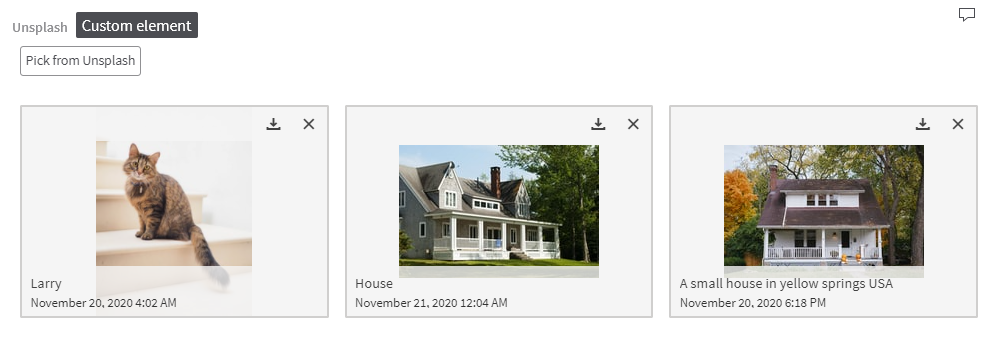 Unsplash Custom element
Pick from Unsplash
Larry
November 20, 2020 4:02 AM
House
November 21, 2020 12:04 AM
A small house in yellow springs USA
November 20, 2020 6:18 PM